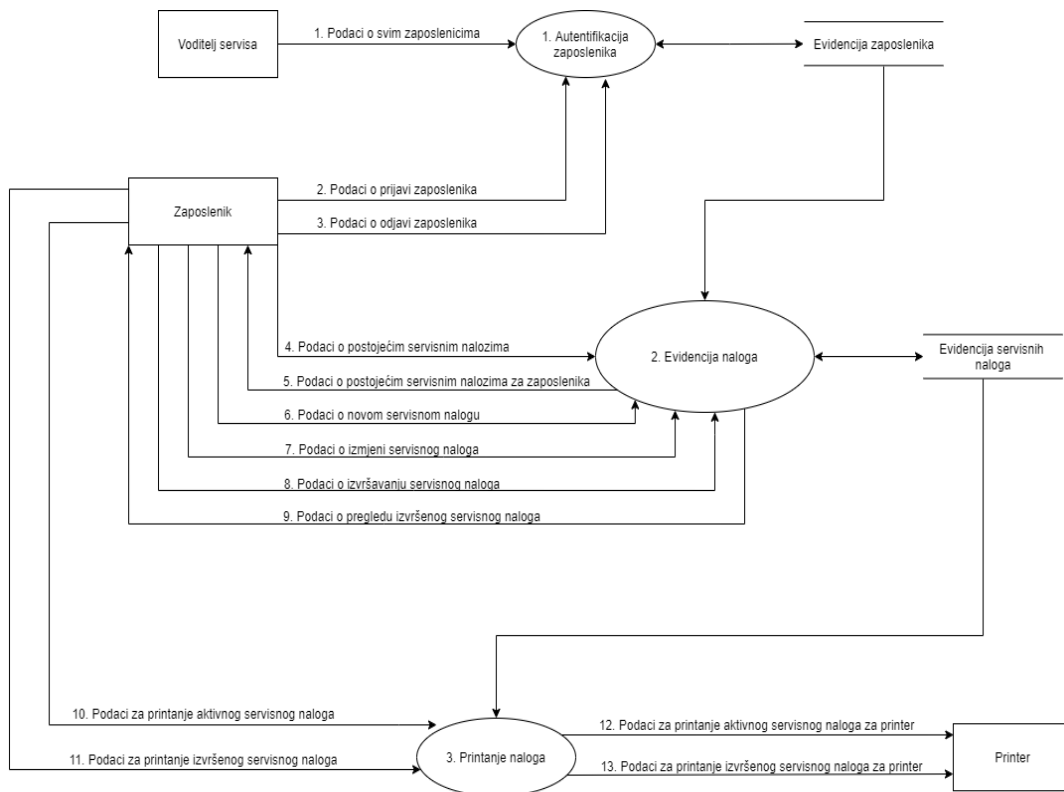 Voditelj servisa
1. Podaci o svim zaposlenicima
1. Autentifikacija
zaposlenika
Evidencija zaposlenika
Zaposlenik
2. Podaci o prijavi zaposlenika
3. Podaci o odjavi zaposlenika
4. Podaci o postojećim servisnim nalozima
2. Evidencija naloga
Evidencija servisnih
naloga
5. Podaci o postojećim servisnim nalozima za zaposlenika
6. Podaci o novom servisnom nalogu
7. Podaci o izmjeni servisnog naloga
8. Podaci o izvršavanju servisnog naloga
9. Podaci o pregledu izvršenog servisnog naloga
10. Podaci za printanje aktivnog servisnog naloga
11. Podaci za printanje izvršenog servisnog naloga
3. Printanje naloga
12. Podaci za printanje aktivnog servisnog naloga za printer
13. Podaci za printanje izvršenog servisnog naloga za printer
Printer